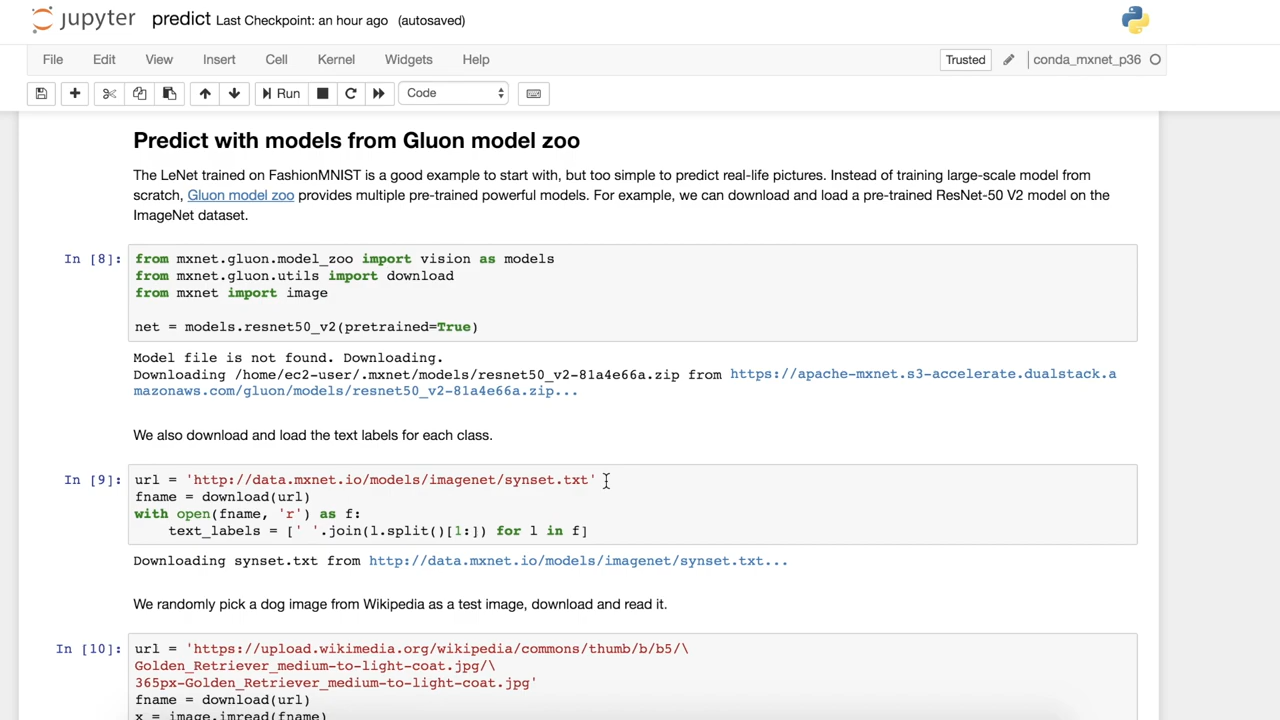 jupyter predict Last Checkpoint: an hour ago (autosaved)
File Edit View Insert Cell Kernel Widgets Help Trusted conda_mxnet_p36
Run Code
Predict with models from Gluon model zoo
The LeNet trained on FashionMNIST is a good example to start with, but too simple to predict real-life pictures. Instead of training large-scale model from
scratch, Gluon model zoo provides multiple pre-trained powerful models. For example, we can download and load a pre-trained ResNet-50 V2 model on the
ImageNet dataset.
In [8]: from mxnet.gluon.model_zoo import vision as models
from mxnet.gluon.utils import download
from mxnet import image
net = models.resnet50_v2(pretrained=True)
Model file is not found. Downloading.
Downloading /home/ec2-user/.mxnet/models/resnet50_v2-81a4e66a.zip from https://apache-mxnet.s3-accelerate.dualstack.a
mazonaws.com/gluon/models/resnet50_v2-81a4e66a.zip...
We also download and load the text labels for each class.
In [9]: url = 'http://data.mxnet.io/models/imagenet/synset.txt'
fname = download(url)
with open(fname, 'r') as f:
    text_labels = [' '.join(l.split()[1:]) for l in f]
Downloading synset.txt from http://data.mxnet.io/models/imagenet/synset.txt...
We randomly pick a dog image from Wikipedia as a test image, download and read it.
In [10]: url = 'https://upload.wikimedia.org/wikipedia/commons/thumb/b/b5/\
Golden_Retriever_medium-to-light-coat.jpg/\
365px-Golden_Retriever_medium-to-light-coat.jpg'
fname = download(url)
x = image.imread(fname)